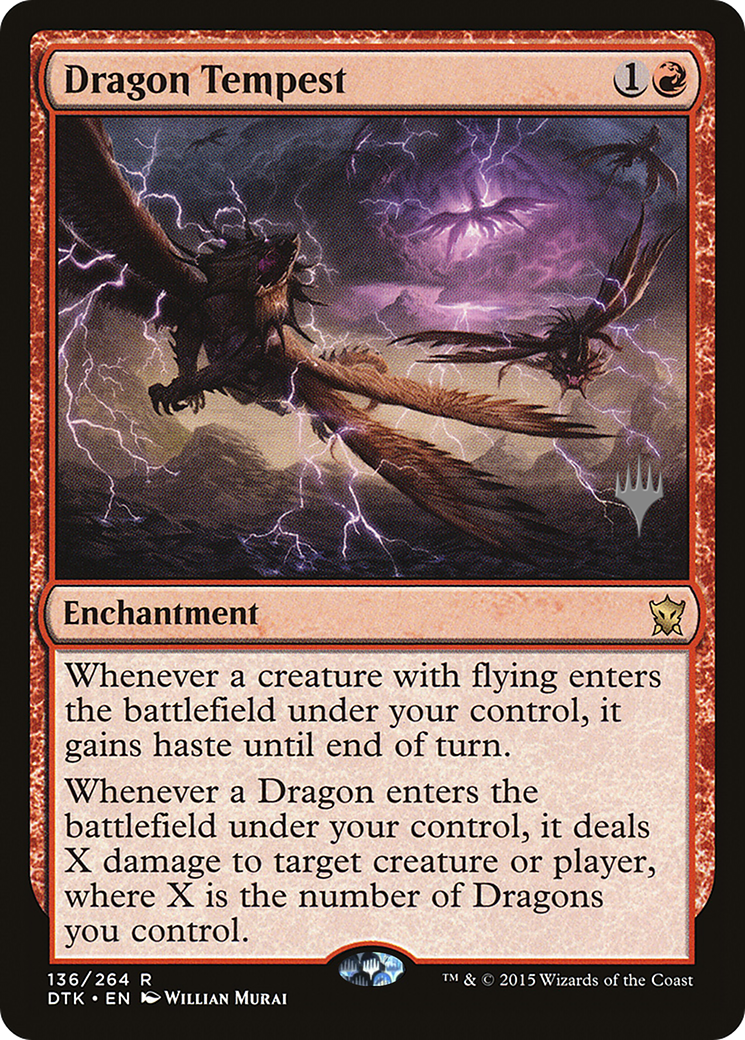 Dragon Tempest 1
Enchantment
Whenever a creature with flying enters
the battlefield under your control, it
gains haste until end of turn.
Whenever a Dragon enters the
battlefield under your control, it deals
X damage to target creature or player,
where X is the number of Dragons
you control.
136/264 R
DTK • EN Willian Murai
™ & © 2015 Wizards of the Coast